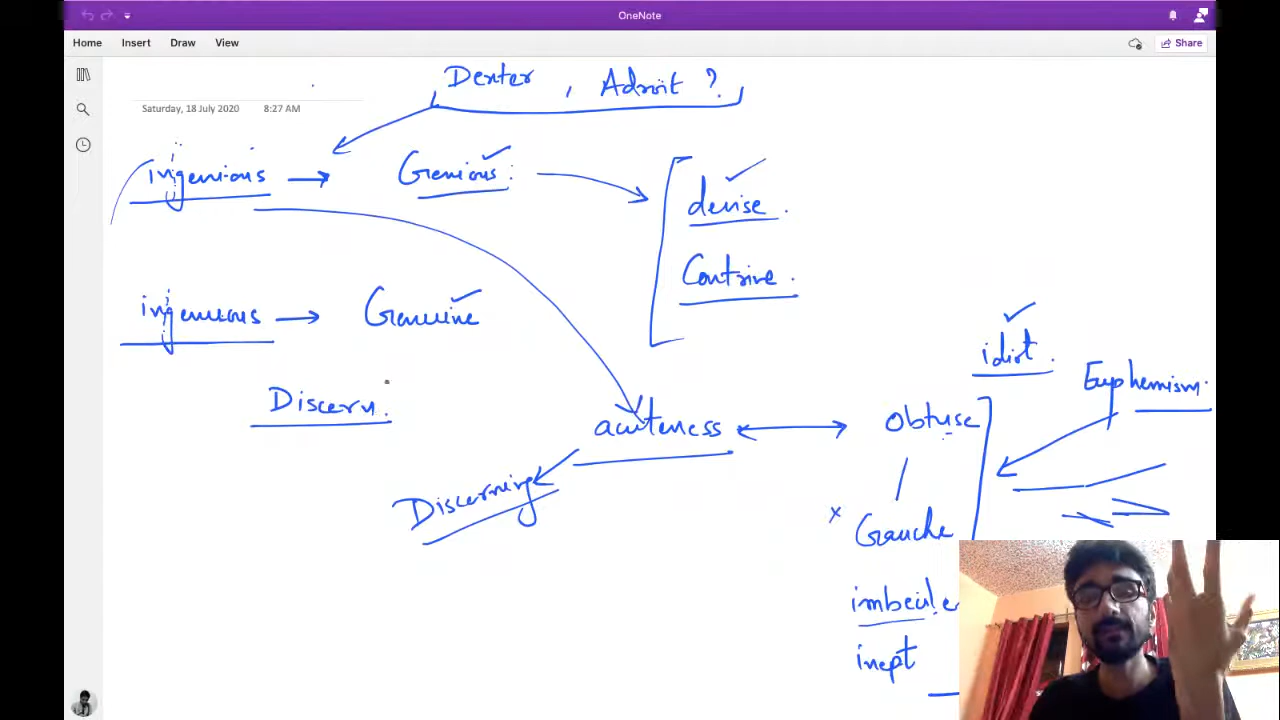 OneNote
Home Insert Draw View Share
Dexter, Adroit ?
Saturday, 18 July 2020 8:27 AM
ingenious → Genious :
devise .
Contrive .
ingenuous → Genuine
idiot .
Euphemism .
Discern .
acuteness ↔ Obtuse
Discerning
x Gauche
imbecile
inept